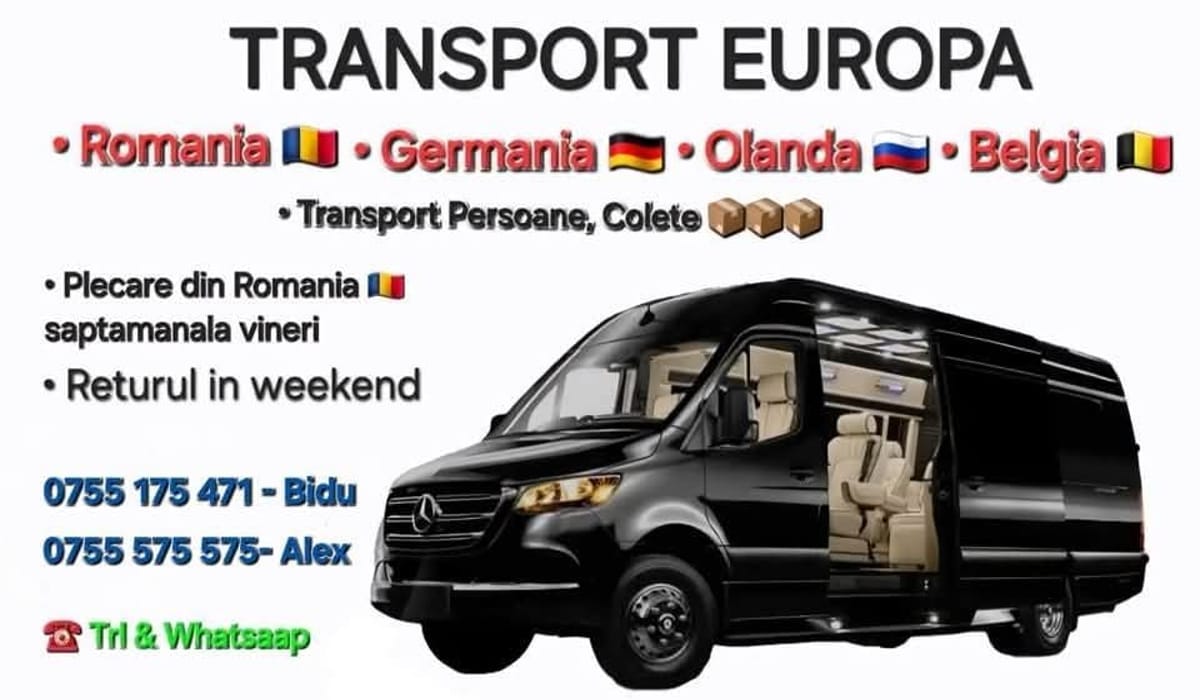 TRANSPORT EUROPA
• Romania 🇷🇴 • Germania 🇩🇪 • Olanda 🇷🇺 • Belgia 🇧🇪
• Transport Persoane, Colete 📦📦📦
• Plecare din Romania 🇷🇴
saptamanala vineri
• Returul in weekend
0755 175 471 - Bidu
0755 575 575- Alex
☎️ Trl & Whatsaap